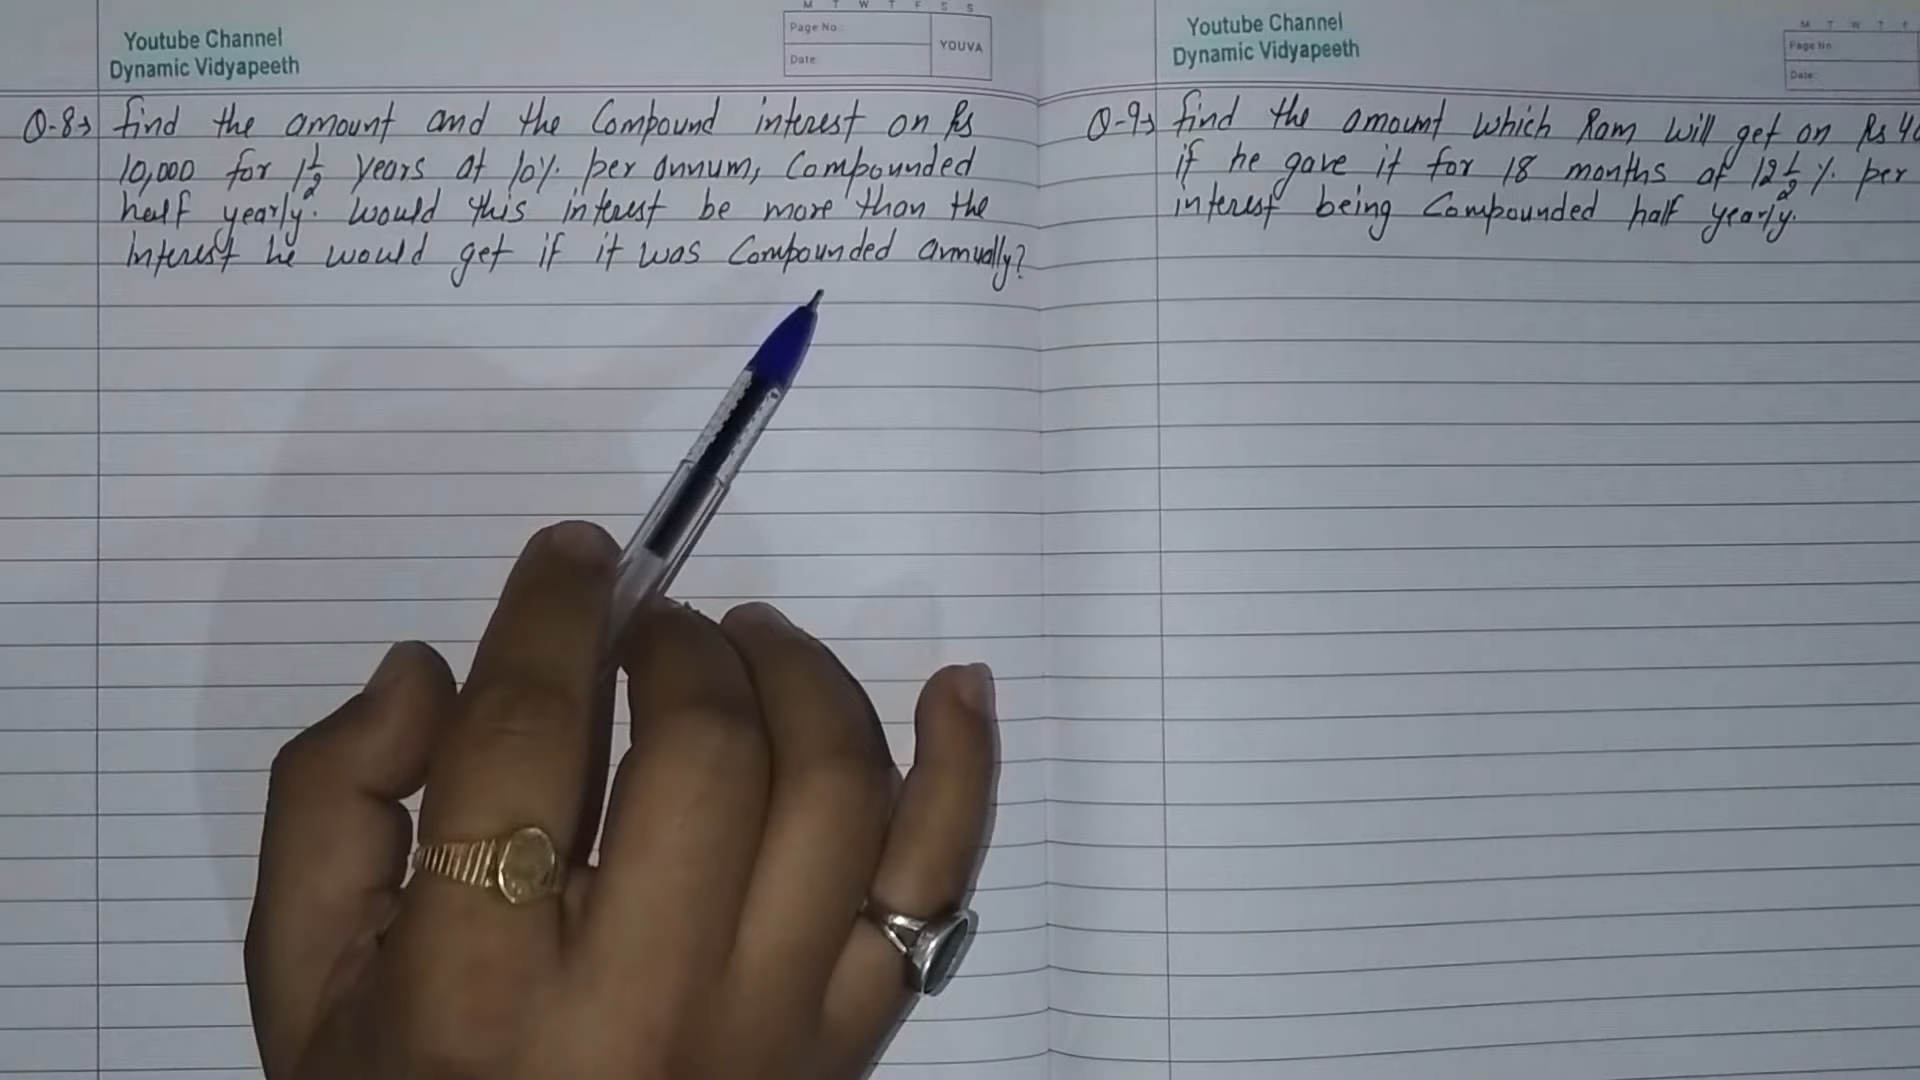 Youtube Channel
Dynamic Vidyapeeth
M T W T F S S
Page No.:
Date:
YOUVA
Q-8→ find the amount and the Compound interest on Rs
10,000 for 1 1/2 years at 10% per annum, Compounded
half yearly. Would this interest be more than the
interest he would get if it was Compounded annually?
Youtube Channel
Dynamic Vidyapeeth
M T W T F
Page No.
Date:
Q-9→ find the amount which Ram will get on Rs
if he gave it for 18 months at 12 1/2 % per
interest being Compounded half yearly.